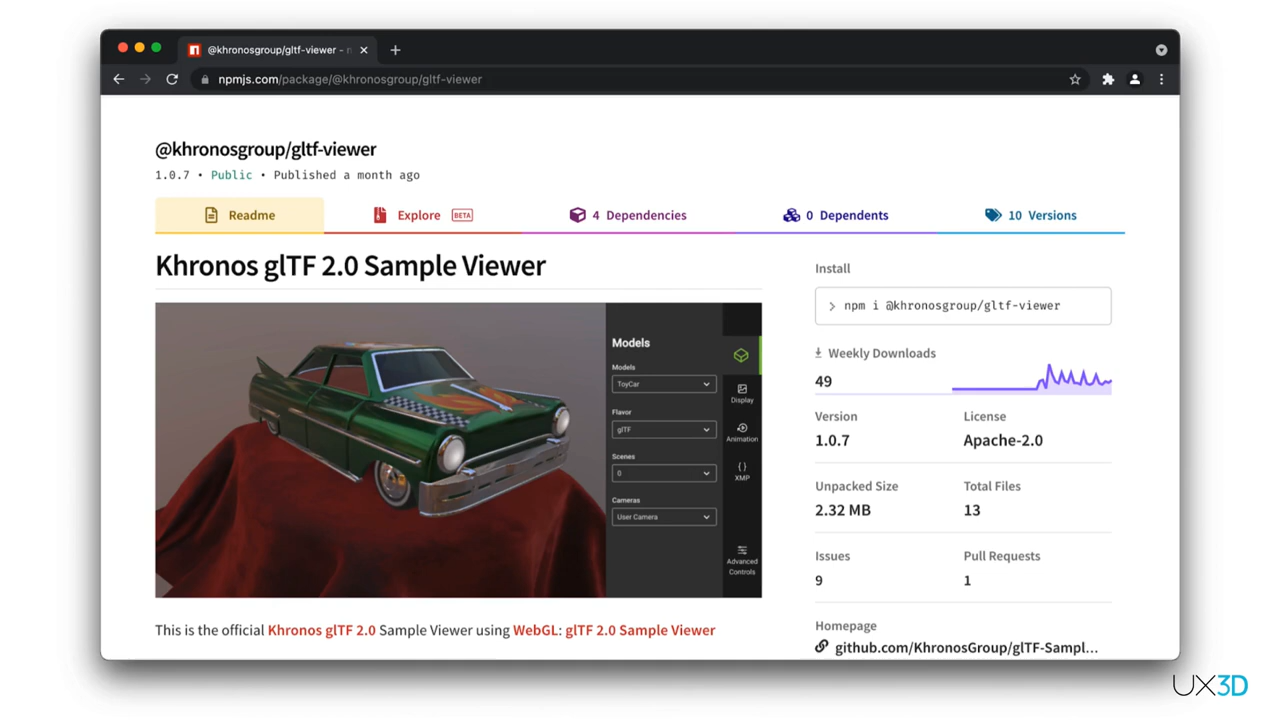 @khronosgroup/gltf-viewer - n
npmjs.com/package/@khronosgroup/gltf-viewer
@khronosgroup/gltf-viewer
1.0.7 • Public • Published a month ago
Readme
Explore BETA
4 Dependencies
0 Dependents
10 Versions
Khronos glTF 2.0 Sample Viewer
Models
Models
ToyCar
Flavor
glTF
Scenes
0
Cameras
User Camera
Display
Animation
{ }
XMP
Advanced
Controls
This is the official Khronos glTF 2.0 Sample Viewer using WebGL: glTF 2.0 Sample Viewer
Install
> npm i @khronosgroup/gltf-viewer
Weekly Downloads
49
Version
1.0.7
License
Apache-2.0
Unpacked Size
2.32 MB
Total Files
13
Issues
9
Pull Requests
1
Homepage
github.com/KhronosGroup/glTF-Sampl...
UX3D